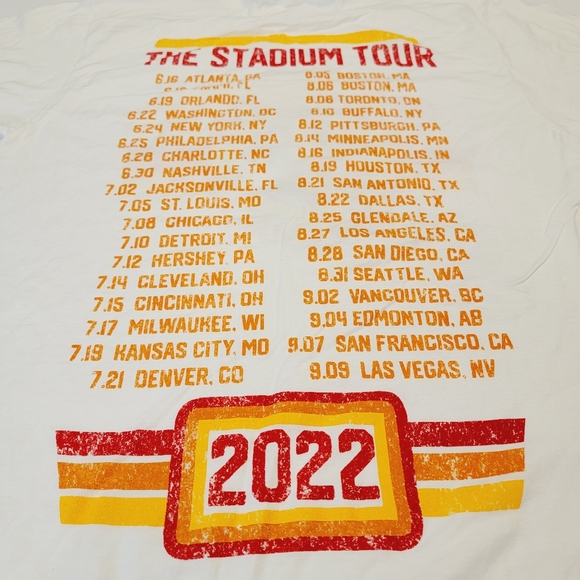 THE STADIUM TOUR
6.16 ATLANTA, GA
6.19 ORLANDO, FL
6.22 WASHINGTON, DC
6.24 NEW YORK, NY
6.25 PHILADELPHIA, PA
6.28 CHARLOTTE, NC
6.30 NASHVILLE, TN
7.02 JACKSONVILLE, FL
7.05 ST. LOUIS, MO
7.08 CHICAGO, IL
7.10 DETROIT, MI
7.12 HERSHEY, PA
7.14 CLEVELAND, OH
7.15 CINCINNATI, OH
7.17 MILWAUKEE, WI
7.19 KANSAS CITY, MO
7.21 DENVER, CO
8.05 BOSTON, MA
8.06 BOSTON, MA
8.08 TORONTO, ON
8.10 BUFFALO, NY
8.12 PITTSBURGH, PA
8.14 MINNEAPOLIS, MN
8.16 INDIANAPOLIS, IN
8.19 HOUSTON, TX
8.21 SAN ANTONIO, TX
8.22 DALLAS, TX
8.25 GLENDALE, AZ
8.27 LOS ANGELES, CA
8.28 SAN DIEGO, CA
8.31 SEATTLE, WA
9.02 VANCOUVER, BC
9.04 EDMONTON, AB
9.07 SAN FRANCISCO, CA
9.09 LAS VEGAS, NV
2022